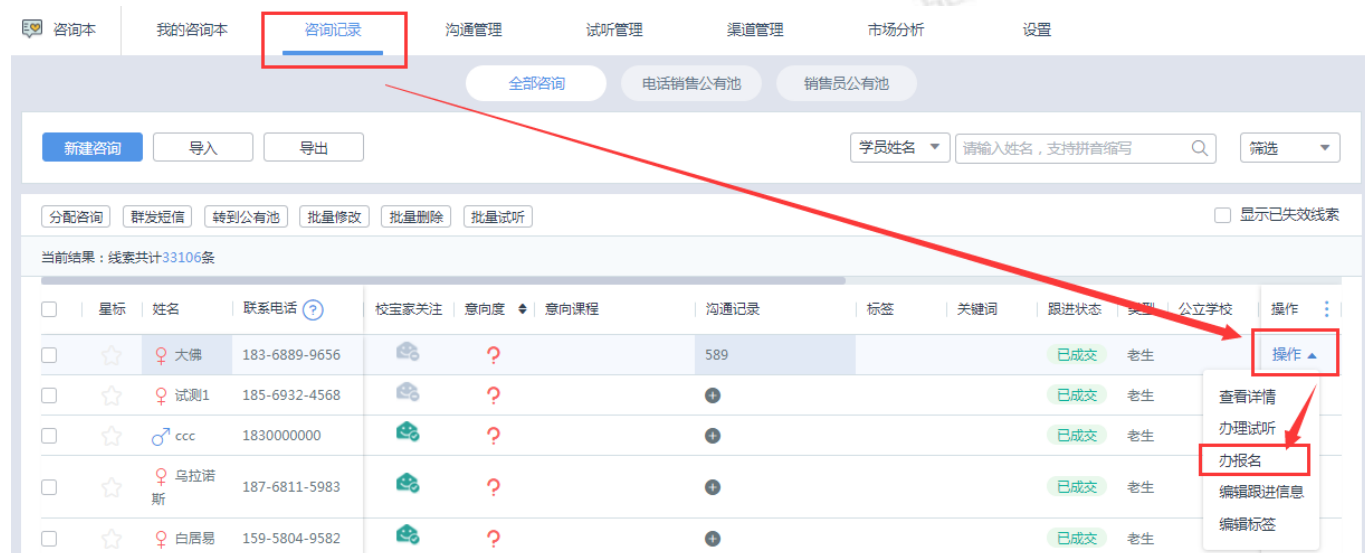 咨询本 我的咨询本 咨询记录 沟通管理 试听管理 渠道管理 市场分析 设置
全部咨询 电话销售公有池 销售员公有池
新建咨询 导入 导出 学员姓名 请输入姓名，支持拼音缩写 筛选
分配咨询 群发短信 转到公有池 批量修改 批量删除 批量试听 显示已失效线索
当前结果：线索共计33106条
星标 姓名 联系电话 ? 校宝家关注 意向度 意向课程 沟通记录 标签 关键词 跟进状态 类型 公立学校 操作
大佛 183-6889-9656 ? 589 已成交 老生 操作
试测1 185-6932-4568 ? 已成交 老生 查看详情
ccc 1830000000 ? 已成交 老生 办理试听
办报名
乌拉诺
斯 187-6811-5983 ? 已成交 老生 编辑跟进信息
编辑标签
白居易 159-5804-9582 ? 已成交 老生